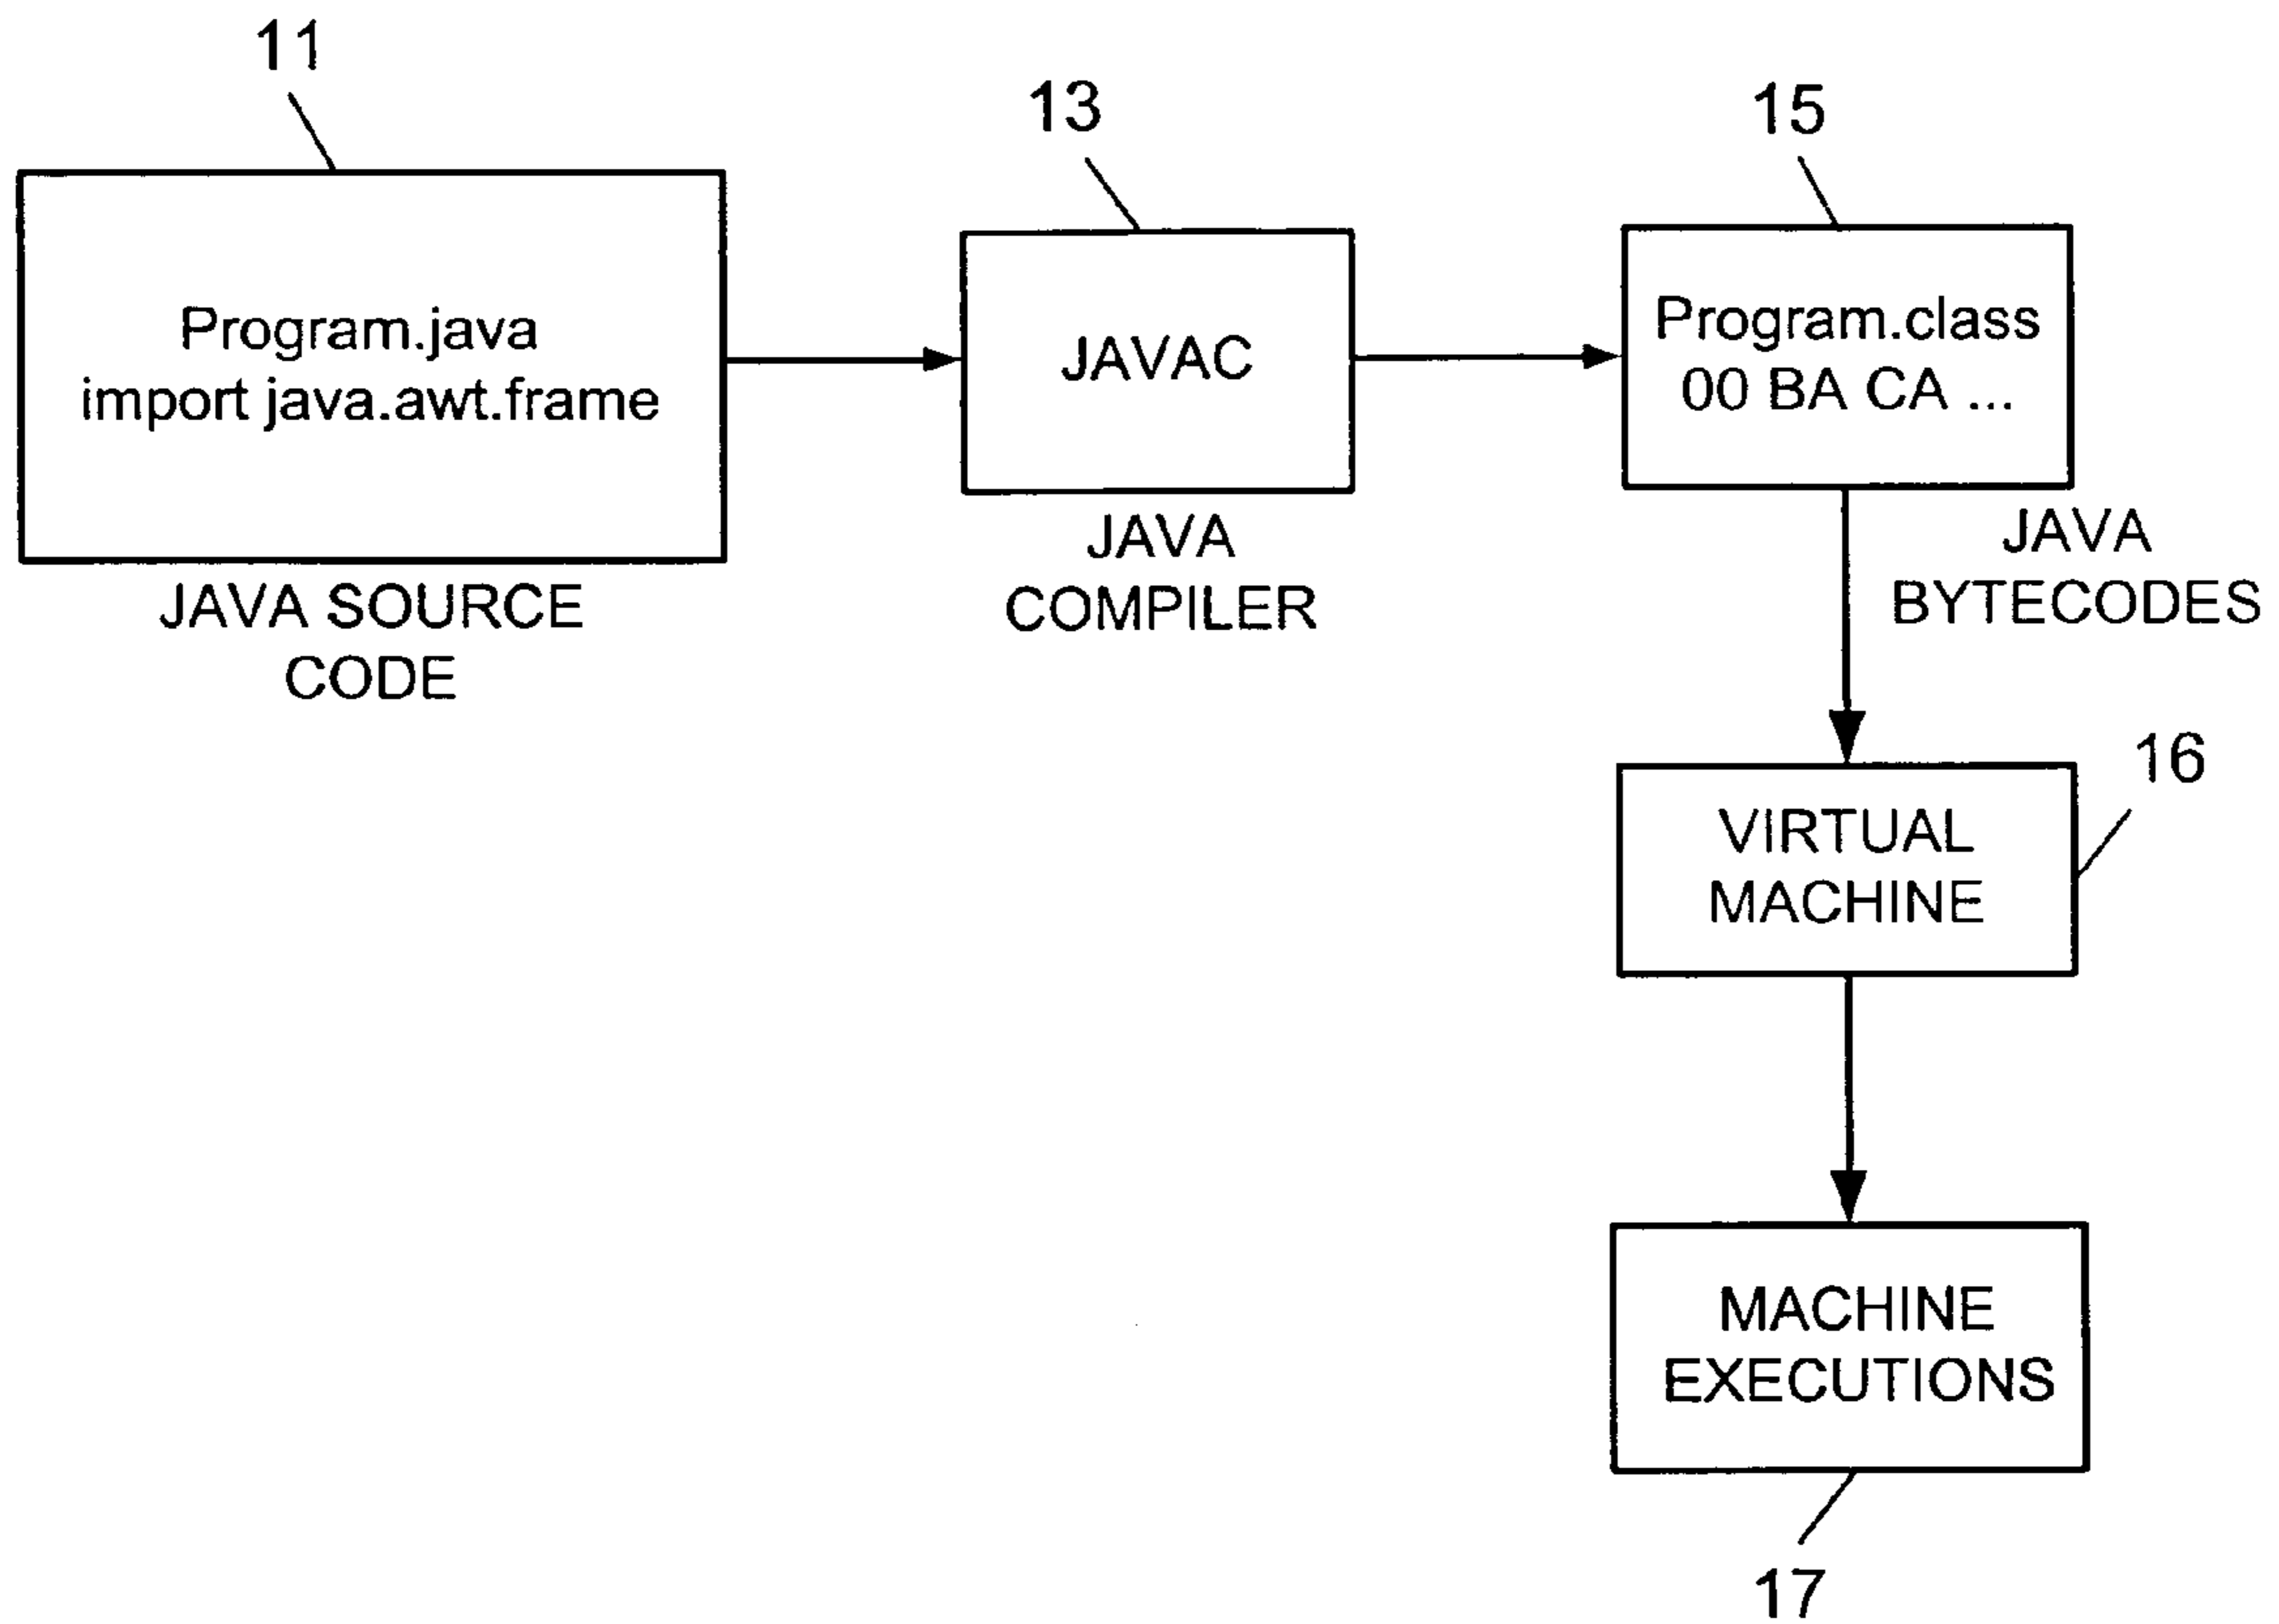 11
Program.java
import java.awt.frame
JAVA SOURCE
CODE
13
JAVAC
JAVA
COMPILER
15
Program.class
00 BA CA ...
JAVA
BYTECODES
16
VIRTUAL
MACHINE
MACHINE
EXECUTIONS
17